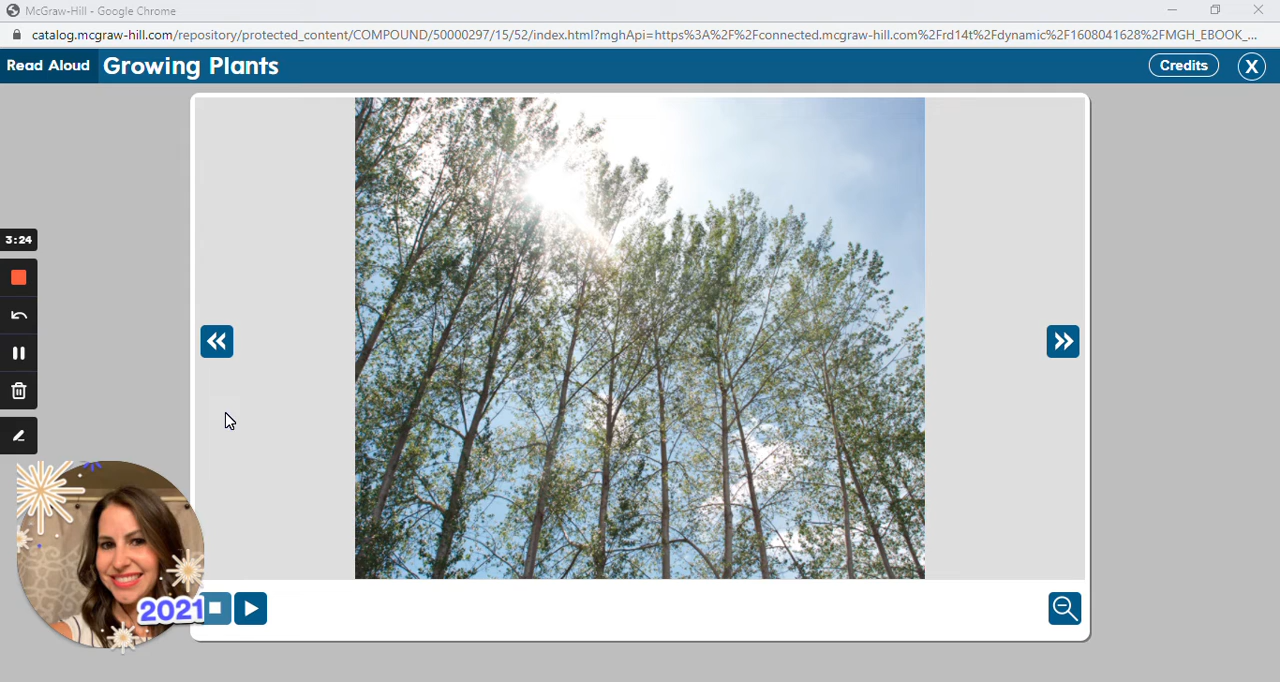 McGraw-Hill - Google Chrome
catalog.mcgraw-hill.com/repository/protected_content/COMPOUND/50000297/15/52/index.html?mghApi=https%3A%2F%2Fconnected.mcgraw-hill.com%2Frd14t%2Fdynamic%2F1608041628%2FMGH_EBOOK_...
Read Aloud Growing Plants
Credits X
3:24
2021